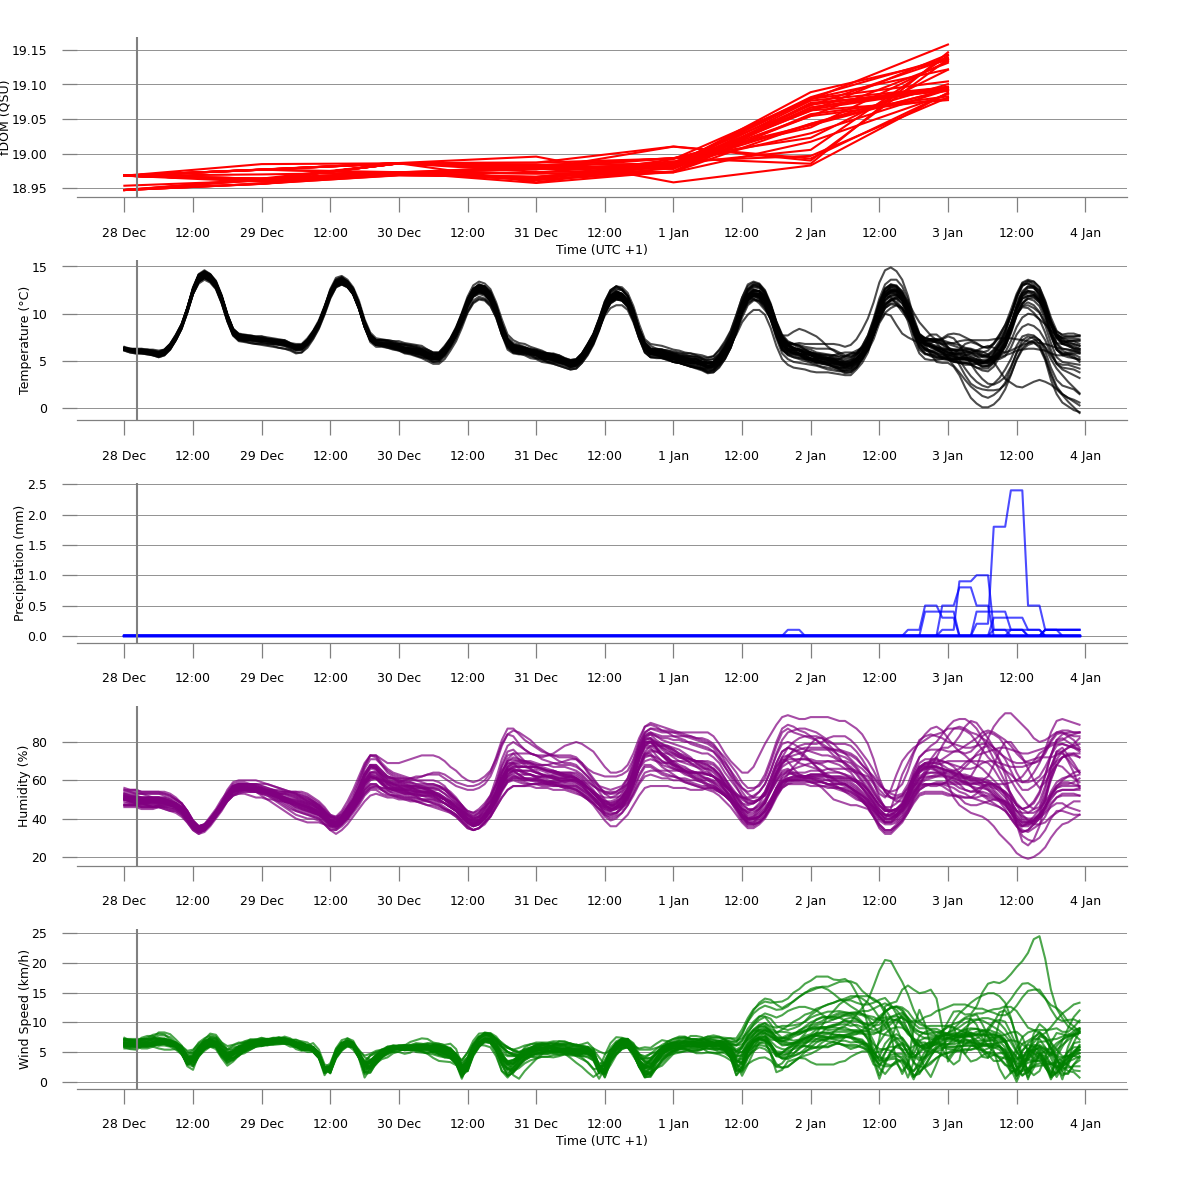 19.15
19.10
19.05
19.00
18.95
fDOM (QSU)
28 Dec 12:00 29 Dec 12:00 30 Dec 12:00 31 Dec 12:00 1 Jan 12:00 2 Jan 12:00 3 Jan 12:00 4 Jan
Time (UTC +1)
15
10
5
0
Temperature (°C)
28 Dec 12:00 29 Dec 12:00 30 Dec 12:00 31 Dec 12:00 1 Jan 12:00 2 Jan 12:00 3 Jan 12:00 4 Jan
2.5
2.0
1.5
1.0
0.5
0.0
Precipitation (mm)
28 Dec 12:00 29 Dec 12:00 30 Dec 12:00 31 Dec 12:00 1 Jan 12:00 2 Jan 12:00 3 Jan 12:00 4 Jan
80
60
40
20
Humidity (%)
28 Dec 12:00 29 Dec 12:00 30 Dec 12:00 31 Dec 12:00 1 Jan 12:00 2 Jan 12:00 3 Jan 12:00 4 Jan
25
20
15
10
5
0
Wind Speed (km/h)
28 Dec 12:00 29 Dec 12:00 30 Dec 12:00 31 Dec 12:00 1 Jan 12:00 2 Jan 12:00 3 Jan 12:00 4 Jan
Time (UTC +1)